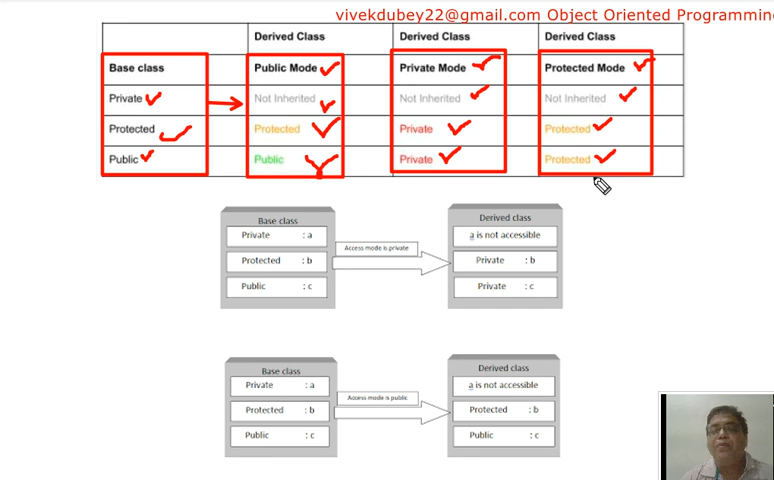 vivekdubey22@gmail.com Object Oriented Programmin
Derived Class Derived Class Derived Class
Base class Public Mode Private Mode Protected Mode
Private Not Inherited Not Inherited Not Inherited
Protected Protected Private Protected
Public Public Private Protected
Base class
Private : a
Protected : b
Public : c
Access mode is private
Derived class
a is not accessible
Private : b
Private : c
Base class
Private : a
Protected : b
Public : c
Access mode is public
Derived class
a is not accessible
Protected : b
Public : c